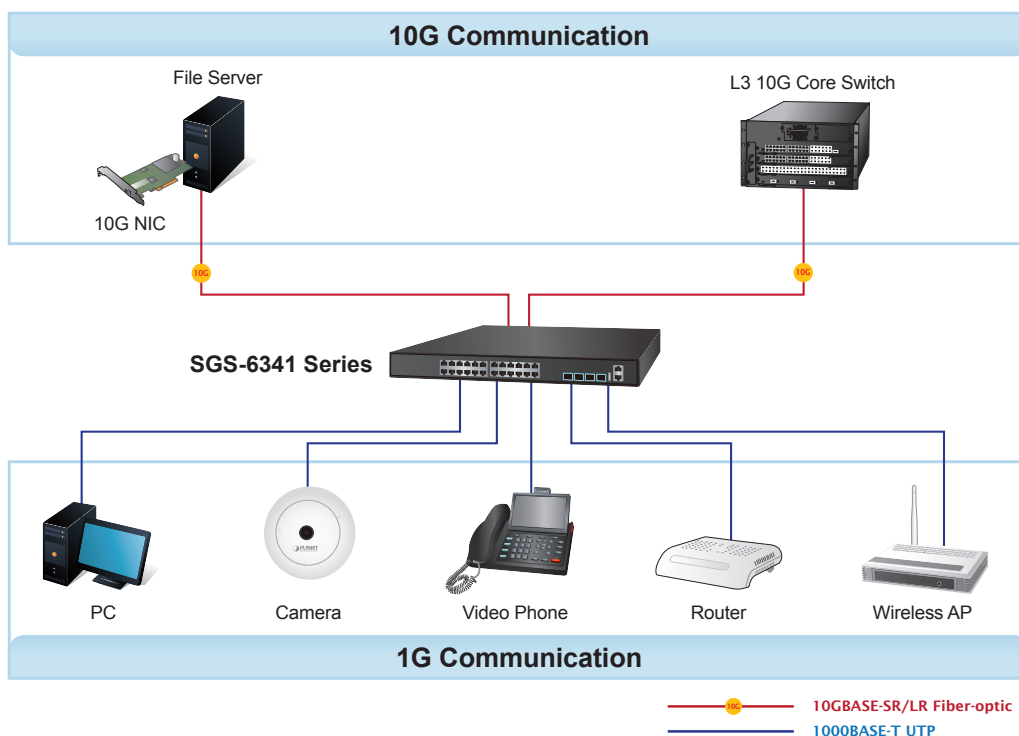 10G Communication
File Server
L3 10G Core Switch
10G NIC
10G
10G
SGS-6341 Series
PLANET
PC
Camera
Video Phone
Router
Wireless AP
1G Communication
10G
10GBASE-SR/LR Fiber-optic
1000BASE-T UTP